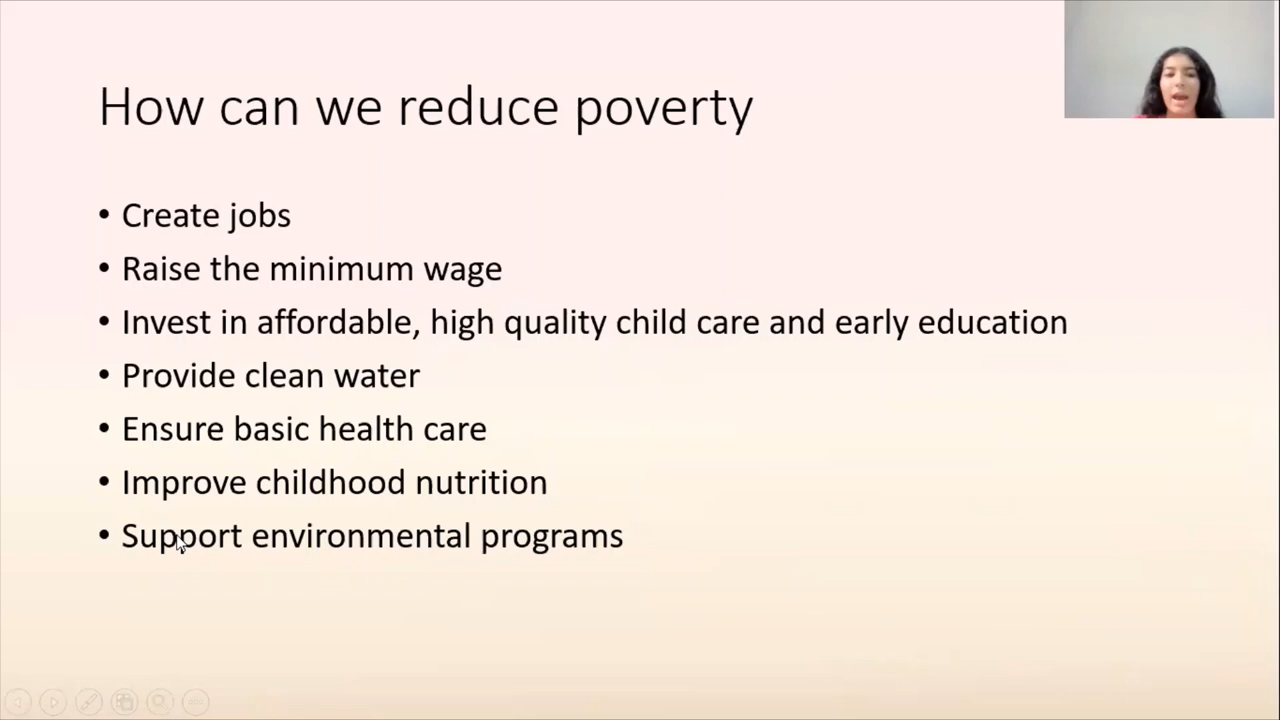 How can we reduce poverty
• Create jobs
• Raise the minimum wage
• Invest in affordable, high quality child care and early education
• Provide clean water
• Ensure basic health care
• Improve childhood nutrition
• Support environmental programs